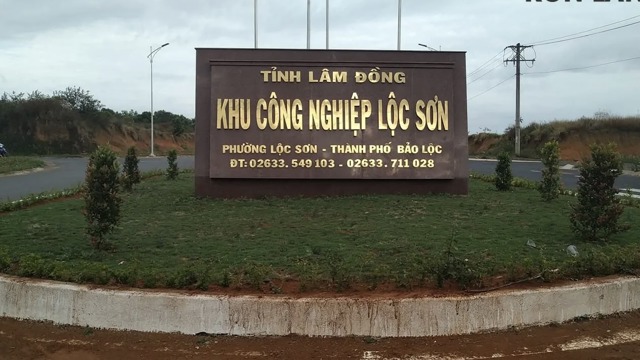 TỈNH LÂM ĐỒNG
KHU CÔNG NGHIỆP LỘC SƠN
PHƯỜNG LỘC SƠN - THÀNH PHỐ BẢO LỘC
ĐT: 02633. 549 103 - 02633. 711 028